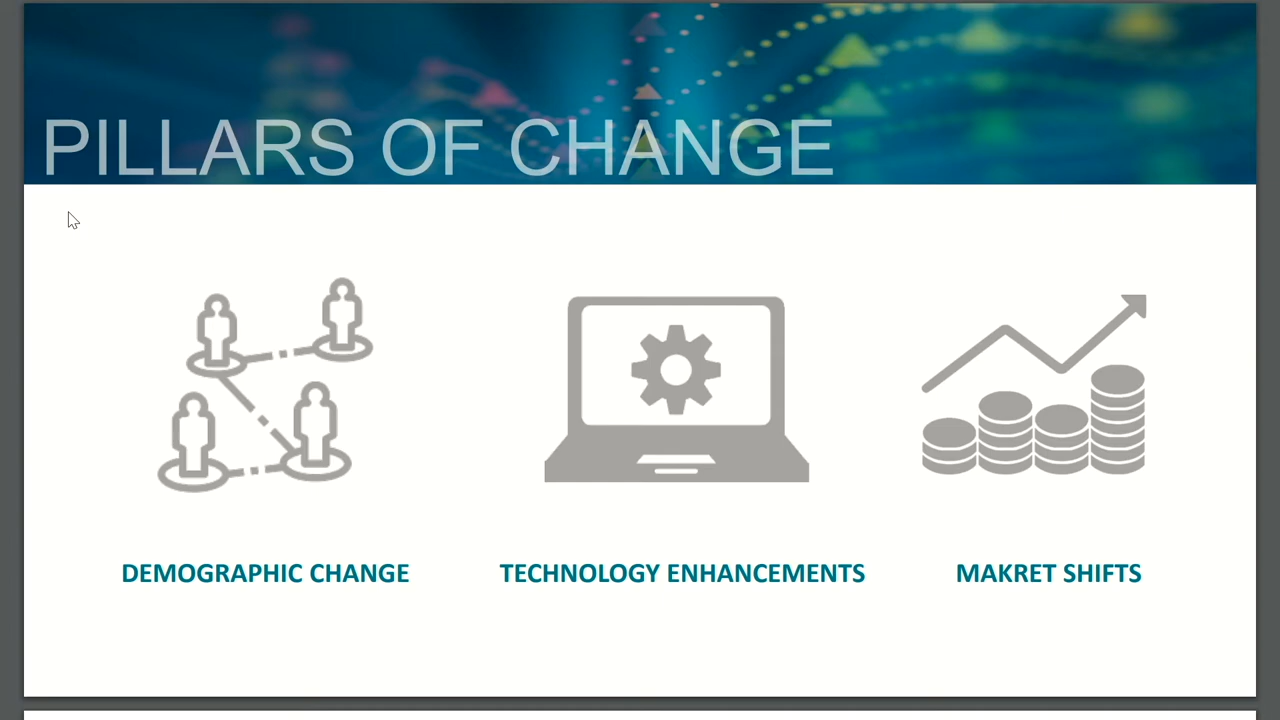 PILLARS OF CHANGE
DEMOGRAPHIC CHANGE
TECHNOLOGY ENHANCEMENTS
MAKRET SHIFTS